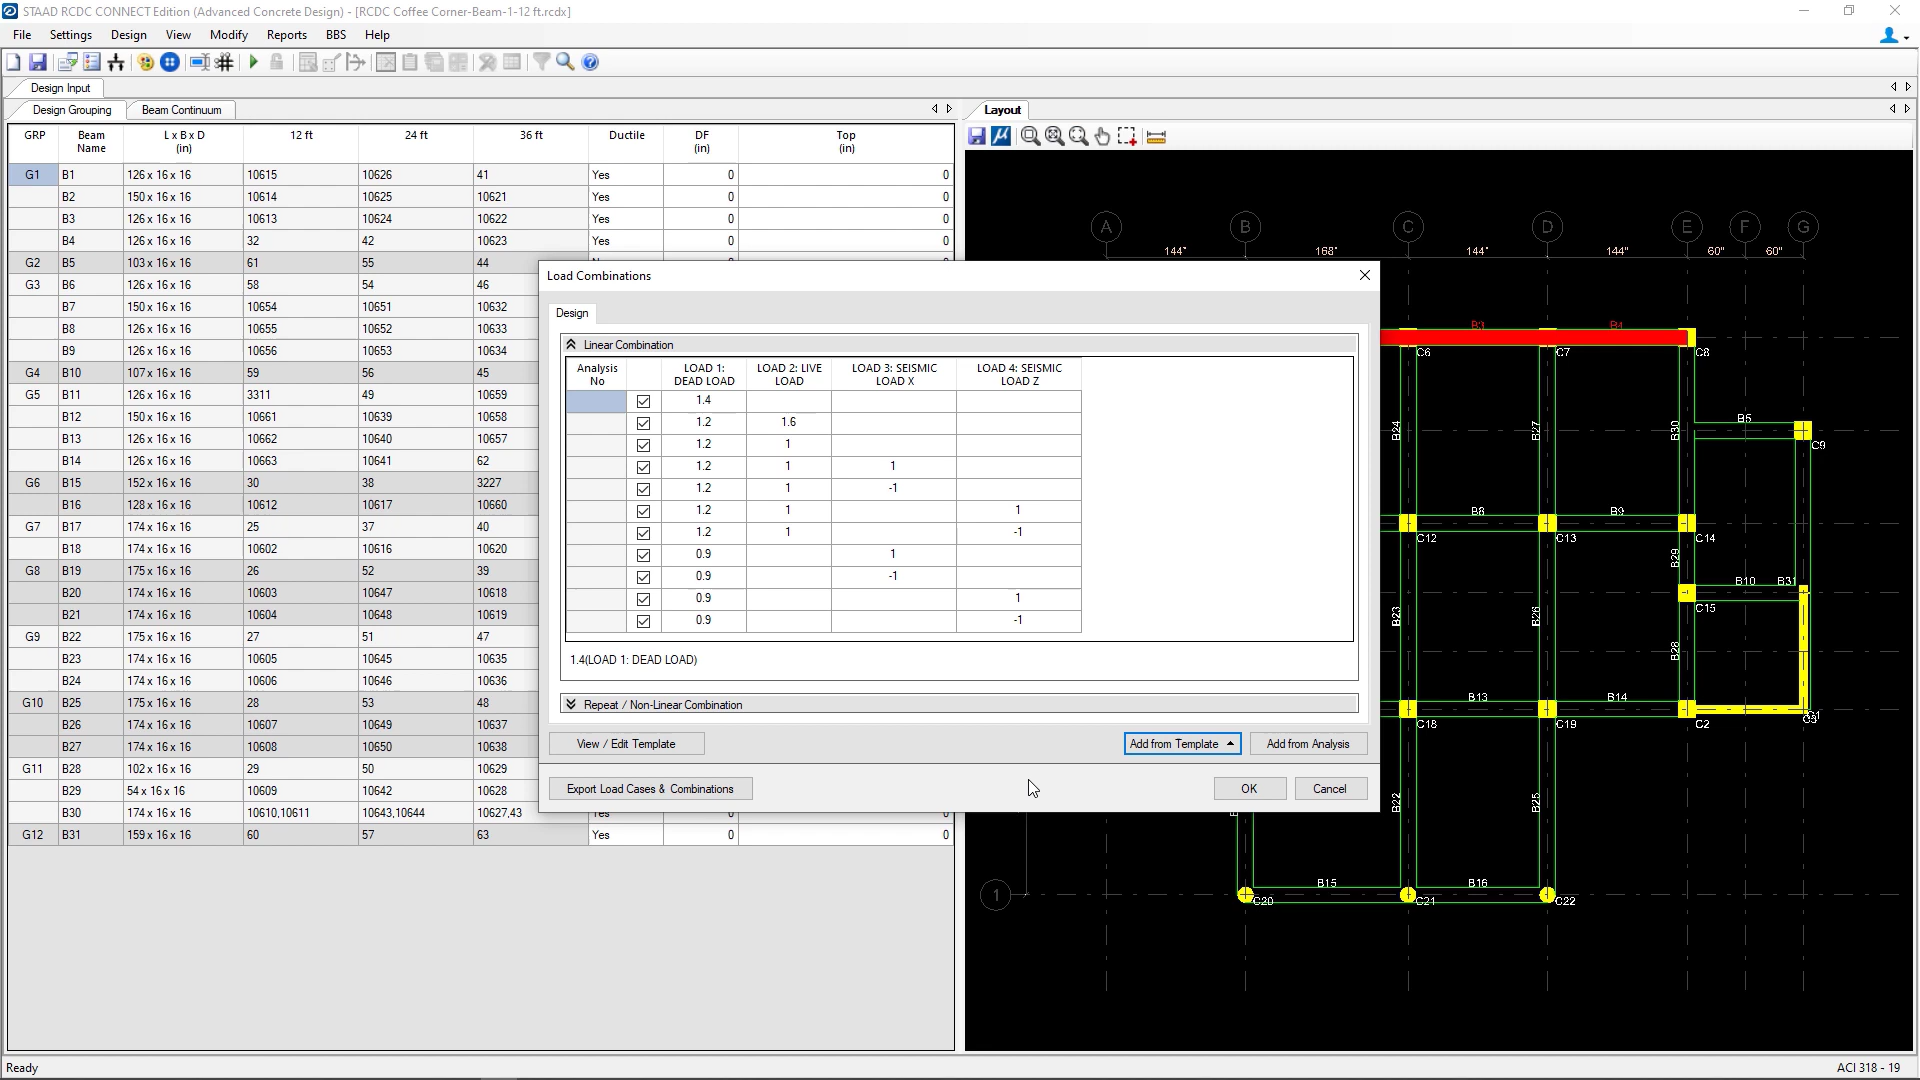 STAAD RCDC CONNECT Edition (Advanced Concrete Design) - [RCDC Coffee Corner-Beam-1-12 ft.rcdx]
File Settings Design View Modify Reports BBS Help
Design Input
Design Grouping Beam Continuum
GRP Beam Name L x B x D (in) 12 ft 24 ft 36 ft Ductile DF (in) Top (in)
G1 B1 126 x 16 x 16 10615 10626 41 Yes 0 0
B2 150 x 16 x 16 10614 10625 10621 Yes 0 0
B3 126 x 16 x 16 10613 10624 10622 Yes 0 0
B4 126 x 16 x 16 32 42 10623 Yes 0 0
G2 B5 103 x 16 x 16 61 55 44
G3 B6 126 x 16 x 16 58 54 46
B7 150 x 16 x 16 10654 10651 10632
B8 126 x 16 x 16 10655 10652 10633
B9 126 x 16 x 16 10656 10653 10634
G4 B10 107 x 16 x 16 59 56 45
G5 B11 126 x 16 x 16 3311 49 10659
B12 150 x 16 x 16 10661 10639 10658
B13 126 x 16 x 16 10662 10640 10657
B14 126 x 16 x 16 10663 10641 62
G6 B15 152 x 16 x 16 30 38 3227
B16 128 x 16 x 16 10612 10617 10660
G7 B17 174 x 16 x 16 25 37 40
B18 174 x 16 x 16 10602 10616 10620
G8 B19 175 x 16 x 16 26 52 39
B20 174 x 16 x 16 10603 10647 10618
B21 174 x 16 x 16 10604 10648 10619
G9 B22 175 x 16 x 16 27 51 47
B23 174 x 16 x 16 10605 10645 10635
B24 174 x 16 x 16 10606 10646 10636
G10 B25 175 x 16 x 16 28 53 48
B26 174 x 16 x 16 10607 10649 10637
B27 174 x 16 x 16 10608 10650 10638
G11 B28 102 x 16 x 16 29 50 10629
B29 54 x 16 x 16 10609 10642 10628
B30 174 x 16 x 16 10610,10611 10643,10644 10627,43 Yes 0 0
G12 B31 159 x 16 x 16 60 57 63 Yes 0 0
Load Combinations
Design
Linear Combination
Analysis No LOAD 1: DEAD LOAD LOAD 2: LIVE LOAD LOAD 3: SEISMIC LOAD X LOAD 4: SEISMIC LOAD Z
1.4
1.2 1.6
1.2 1
1.2 1 1
1.2 1 -1
1.2 1 1
1.2 1 -1
0.9 1
0.9 -1
0.9 1
0.9 -1
1.4(LOAD 1: DEAD LOAD)
Repeat / Non-Linear Combination
View / Edit Template Add from Template Add from Analysis
Export Load Cases & Combinations OK Cancel
Layout
A B C D E F G
144" 168" 144" 144" 60" 60"
B3 B4
C6 C7 C8
B5
B24 B27 B30 C9
B8 B9
C12 C13 C14
B29
B10 B31
C15
B23 B26
B28
B13 B14
C18 C19 C2
B22 B25
B15 B16
1
C20 C21 C22
Ready ACI 318 - 19